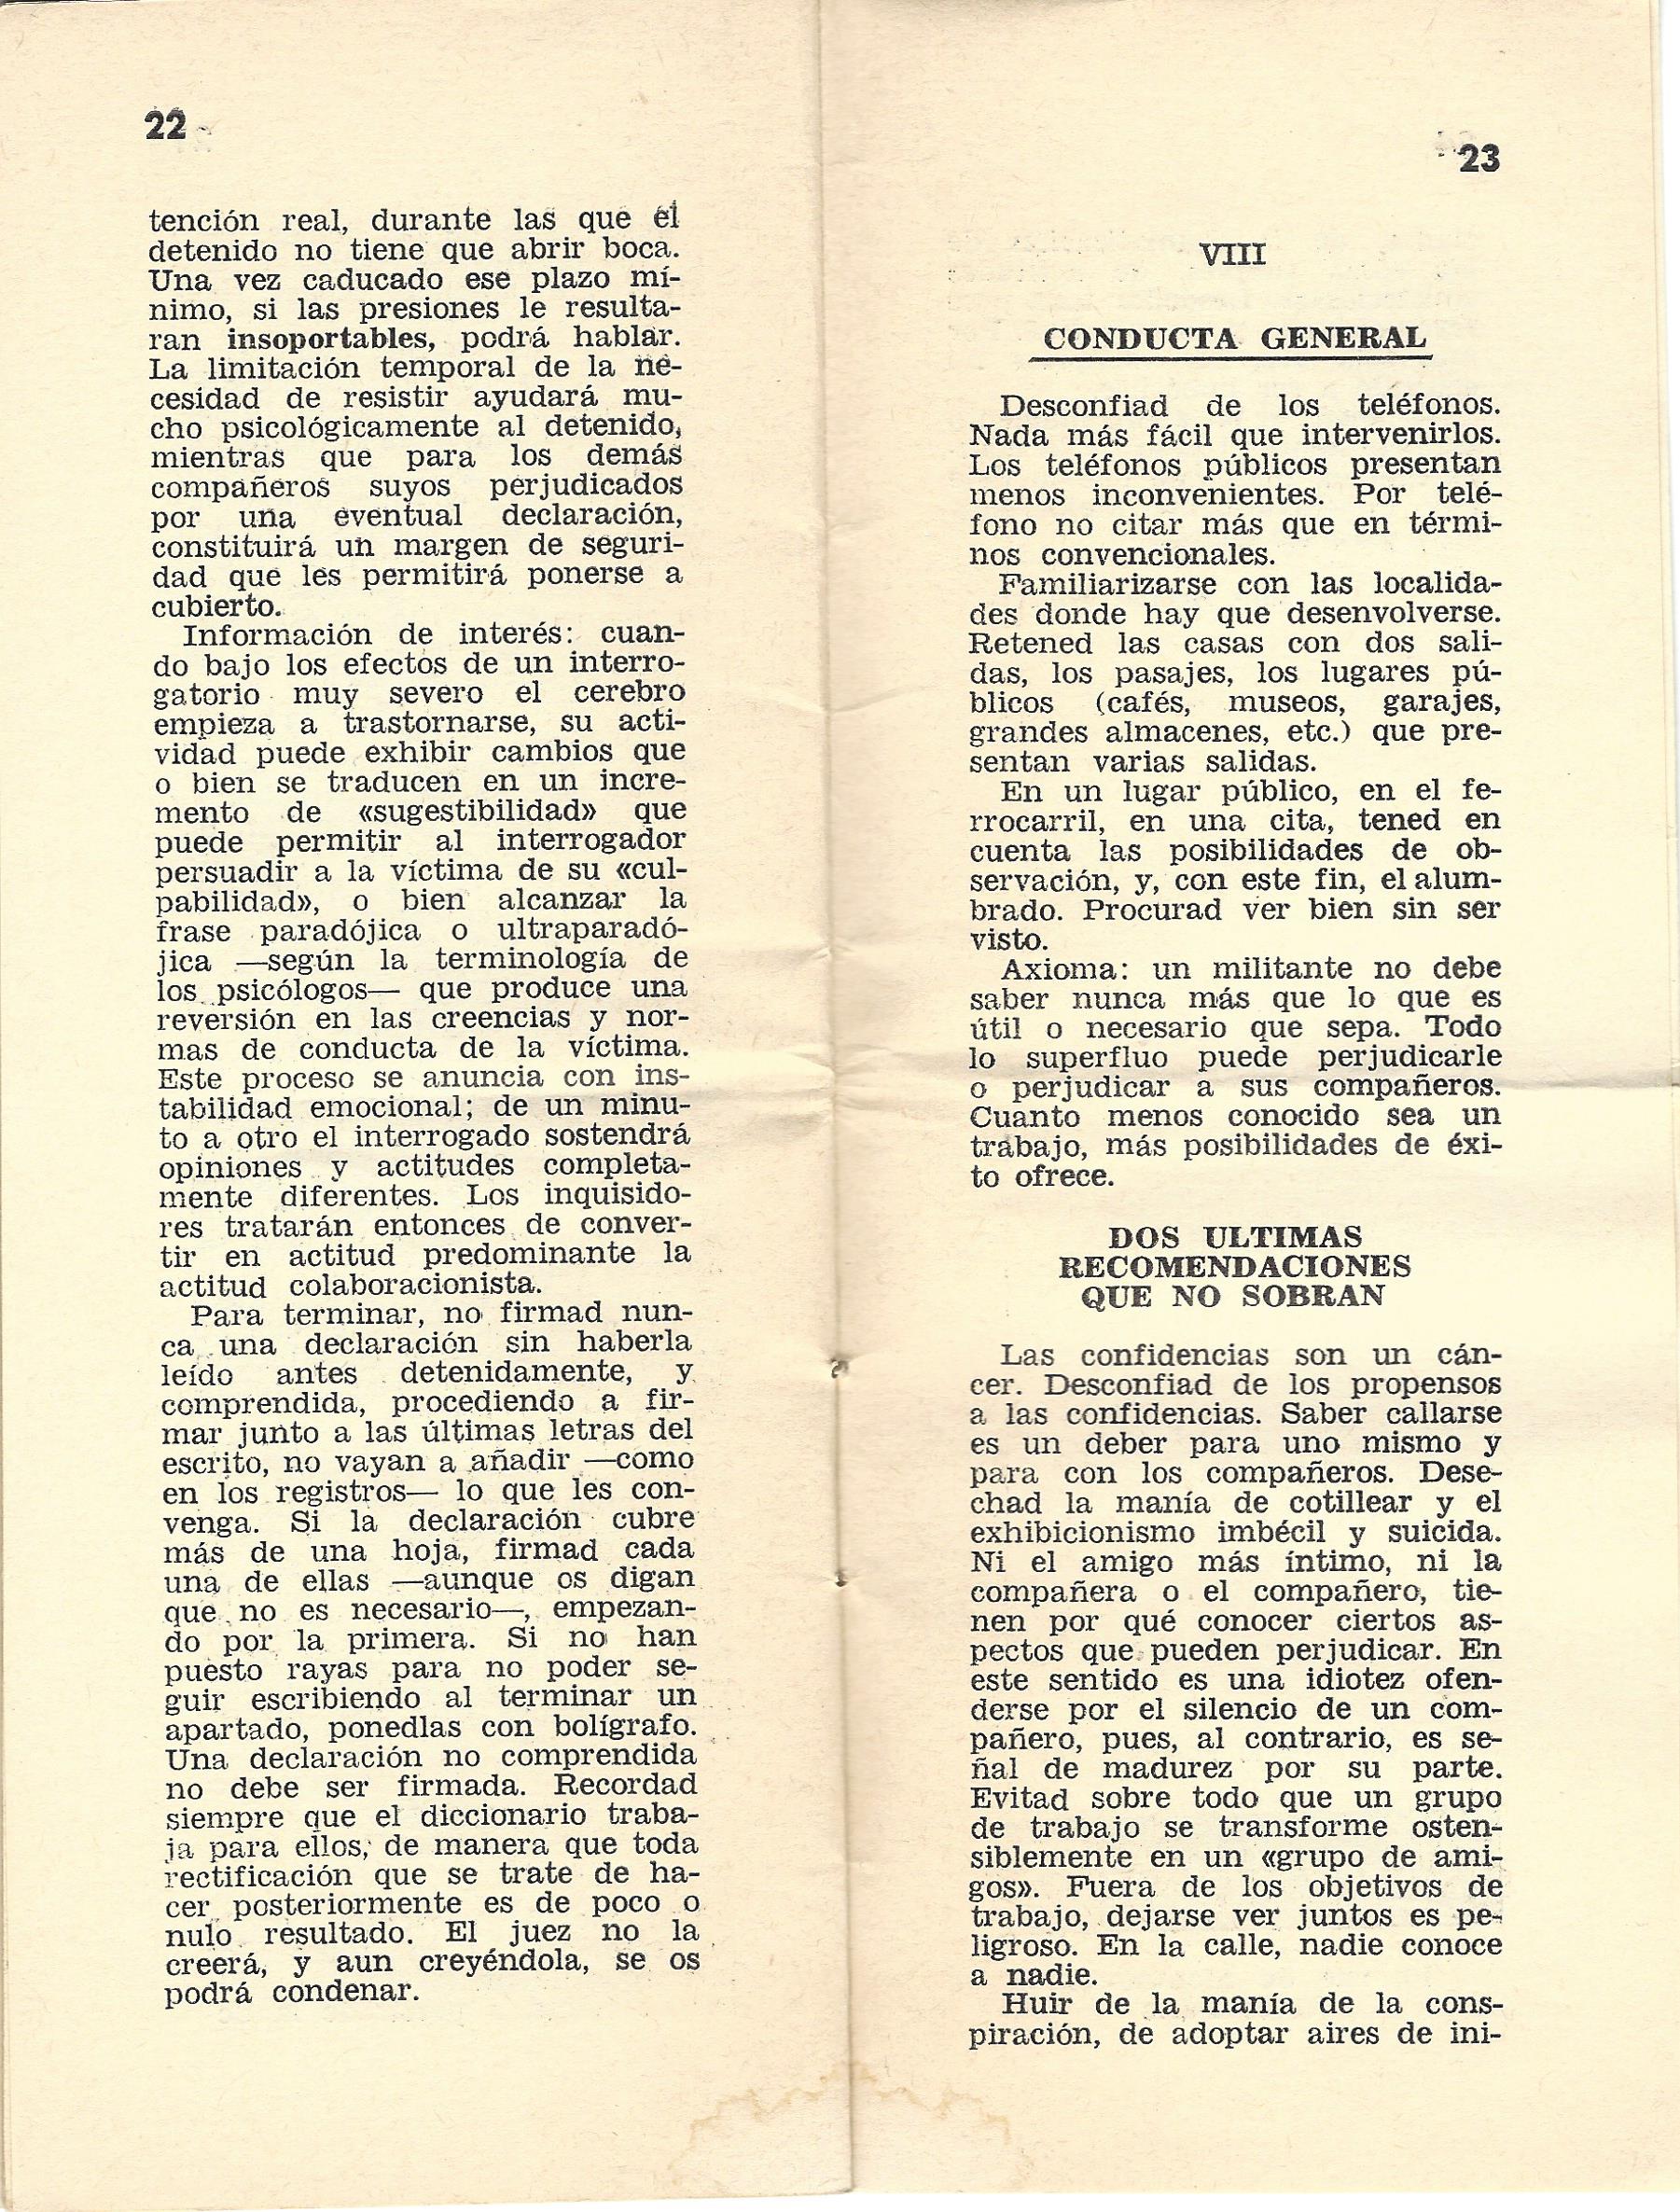 22
tención real, durante las que el
detenido no tiene que abrir boca.
Una vez caducado ese plazo mí-
nimo, si las presiones le resulta-
ran insoportables, podrá hablar.
La limitación temporal de la ne-
cesidad de resistir ayudará mu-
cho psicológicamente al detenido,
mientras que para los demás
compañeros suyos perjudicados
por una eventual declaración,
constituirá un margen de seguri-
dad que les permitirá ponerse a
cubierto.
Información de interés: cuan-
do bajo los efectos de un interro-
gatorio muy severo el cerebro
empieza a trastornarse, su acti-
vidad puede exhibir cambios que
o bien se traducen en un incre-
mento de «sugestibilidad» que
puede permitir al interrogador
persuadir a la víctima de su «cul-
pabilidad», o bien alcanzar la
frase paradójica o ultraparadó-
jica —según la terminología de
los psicólogos— que produce una
reversión en las creencias y nor-
mas de conducta de la víctima.
Este proceso se anuncia con ins-
tabilidad emocional; de un minu-
to a otro el interrogado sostendrá
opiniones y actitudes completa-
mente diferentes. Los inquisido-
res tratarán entonces de conver-
tir en actitud predominante la
actitud colaboracionista.
Para terminar, no firmad nun-
ca una declaración sin haberla
leído antes detenidamente, y
comprendida, procediendo a fir-
mar junto a las últimas letras del
escrito, no vayan a añadir —como
en los registros— lo que les con-
venga. Si la declaración cubre
más de una hoja, firmad cada
una de ellas —aunque os digan
que no es necesario—, empezan-
do por la primera. Si no han
puesto rayas para no poder se-
guir escribiendo al terminar un
apartado, ponedlas con bolígrafo.
Una declaración no comprendida
no debe ser firmada. Recordad
siempre que el diccionario traba-
ja para ellos, de manera que toda
rectificación que se trate de ha-
cer posteriormente es de poco o
nulo resultado. El juez no la
creerá, y aun creyéndola, se os
podrá condenar.
23
VIII
CONDUCTA GENERAL
Desconfiad de los teléfonos.
Nada más fácil que intervenirlos.
Los teléfonos públicos presentan
menos inconvenientes. Por telé-
fono no citar más que en térmi-
nos convencionales.
Familiarizarse con las localida-
des donde hay que desenvolverse.
Retened las casas con dos sali-
das, los pasajes, los lugares pú-
blicos (cafés, museos, garajes,
grandes almacenes, etc.) que pre-
sentan varias salidas.
En un lugar público, en el fe-
rrocarril, en una cita, tened en
cuenta las posibilidades de ob-
servación, y, con este fin, el alum-
brado. Procurad ver bien sin ser
visto.
Axioma: un militante no debe
saber nunca más que lo que es
útil o necesario que sepa. Todo
lo superfluo puede perjudicarle
o perjudicar a sus compañeros.
Cuanto menos conocido sea un
trabajo, más posibilidades de éxi-
to ofrece.
DOS ULTIMAS
RECOMENDACIONES
QUE NO SOBRAN
Las confidencias son un cán-
cer. Desconfiad de los propensos
a las confidencias. Saber callarse
es un deber para uno mismo y
para con los compañeros. Dese-
chad la manía de cotillear y el
exhibicionismo imbécil y suicida.
Ni el amigo más íntimo, ni la
compañera o el compañero, tie-
nen por qué conocer ciertos as-
pectos que pueden perjudicar. En
este sentido es una idiotez ofen-
derse por el silencio de un com-
pañero, pues, al contrario, es se-
ñal de madurez por su parte.
Evitad sobre todo que un grupo
de trabajo se transforme osten-
siblemente en un «grupo de ami-
gos». Fuera de los objetivos de
trabajo, dejarse ver juntos es pe-
ligroso. En la calle, nadie conoce
a nadie.
Huir de la manía de la cons-
piración, de adoptar aires de ini-